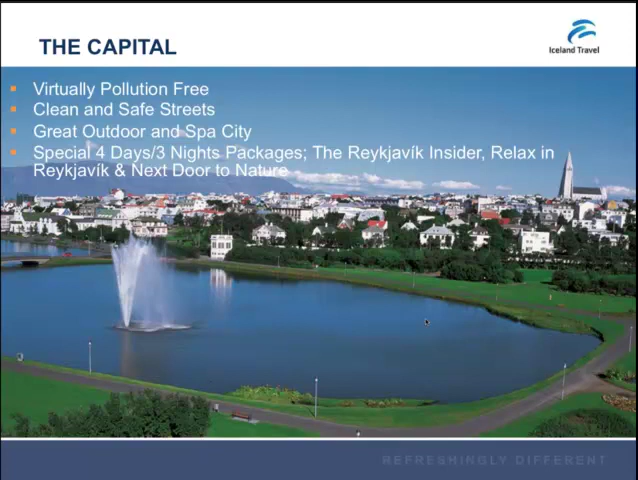 THE CAPITAL
Iceland Travel
Virtually Pollution Free
Clean and Safe Streets
Great Outdoor and Spa City
Special 4 Days/3 Nights Packages; The Reykjavík Insider, Relax in
Reykjavík & Next Door to Nature
REFRESHINGLY DIFFERENT